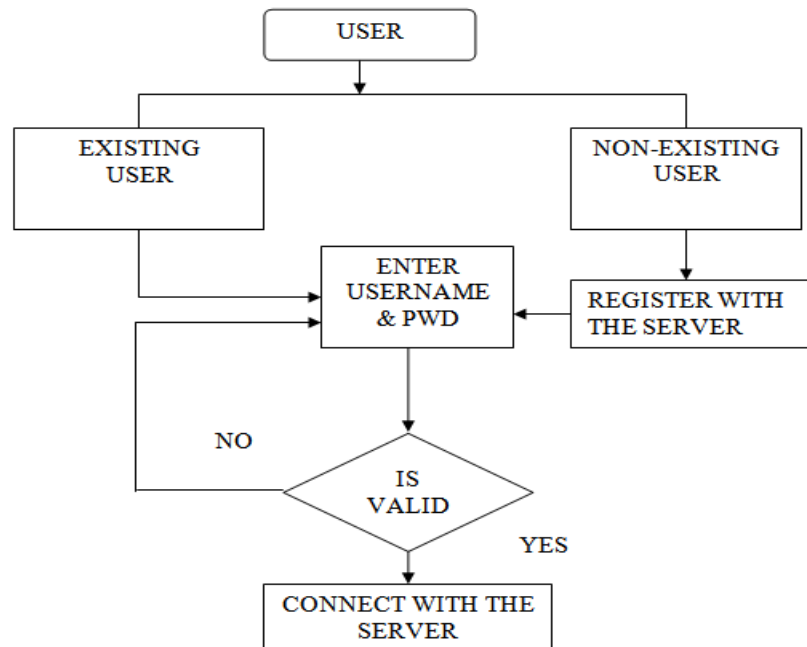 USER
EXISTING
USER
NON-EXISTING
USER
ENTER
USERNAME
& PWD
REGISTER WITH
THE SERVER
NO
IS
VALID
YES
CONNECT WITH THE
SERVER